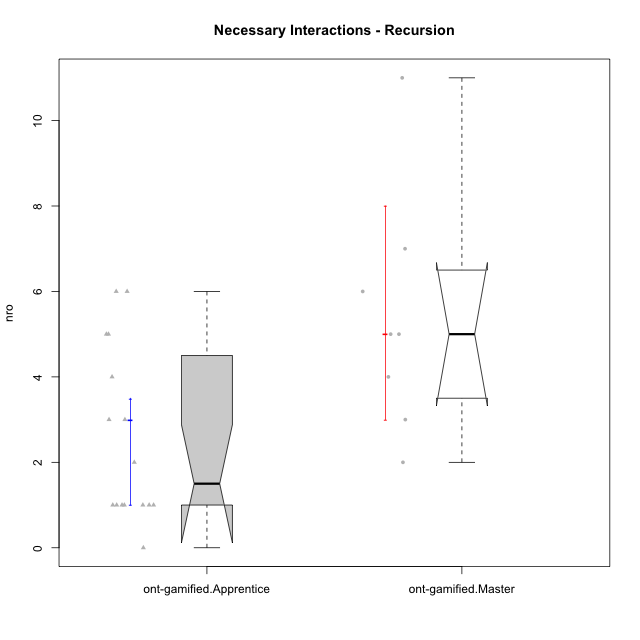 Necessary Interactions - Recursion
10
8
6
4
2
0
nro
ont-gamified.Apprentice
ont-gamified.Master